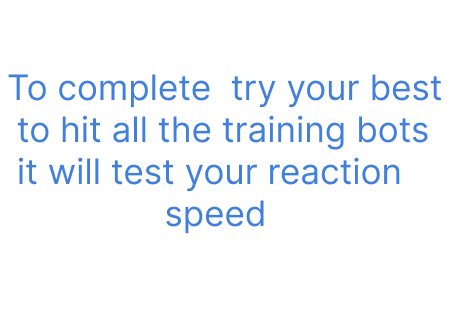 To complete  try your best
to hit all the training bots
it will test your reaction
speed